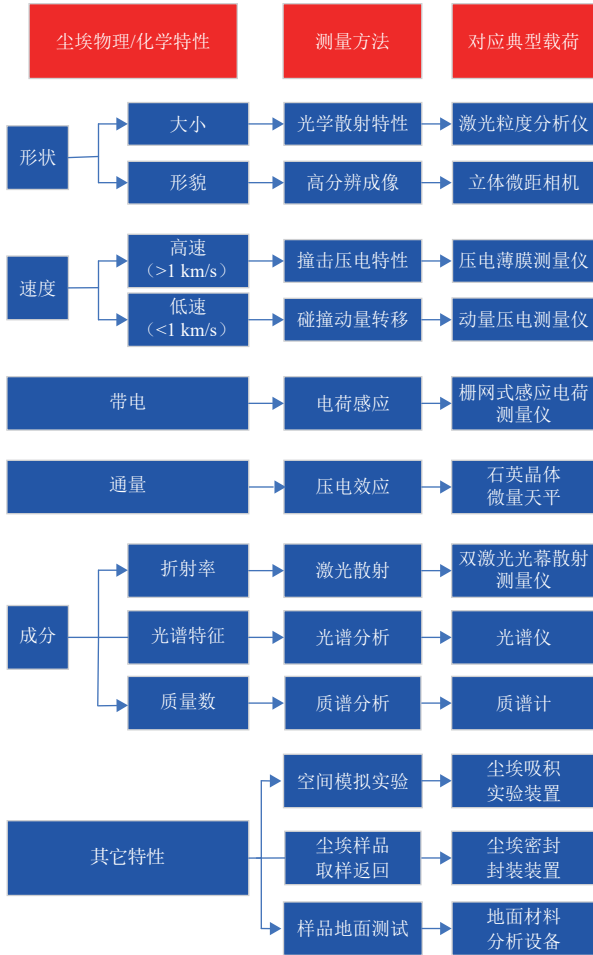 尘埃物理/化学特性
测量方法
对应典型载荷
形状
大小
光学散射特性
激光粒度分析仪
形貌
高分辨成像
立体微距相机
速度
高速
（>1 km/s）
撞击压电特性
压电薄膜测量仪
低速
（<1 km/s）
碰撞动量转移
动量压电测量仪
带电
电荷感应
栅网式感应电荷
测量仪
通量
压电效应
石英晶体
微量天平
成分
折射率
激光散射
双激光光幕散射
测量仪
光谱特征
光谱分析
光谱仪
质量数
质谱分析
质谱计
其它特性
空间模拟实验
尘埃吸积
实验装置
尘埃样品
取样返回
尘埃密封
封装装置
样品地面测试
地面材料
分析设备